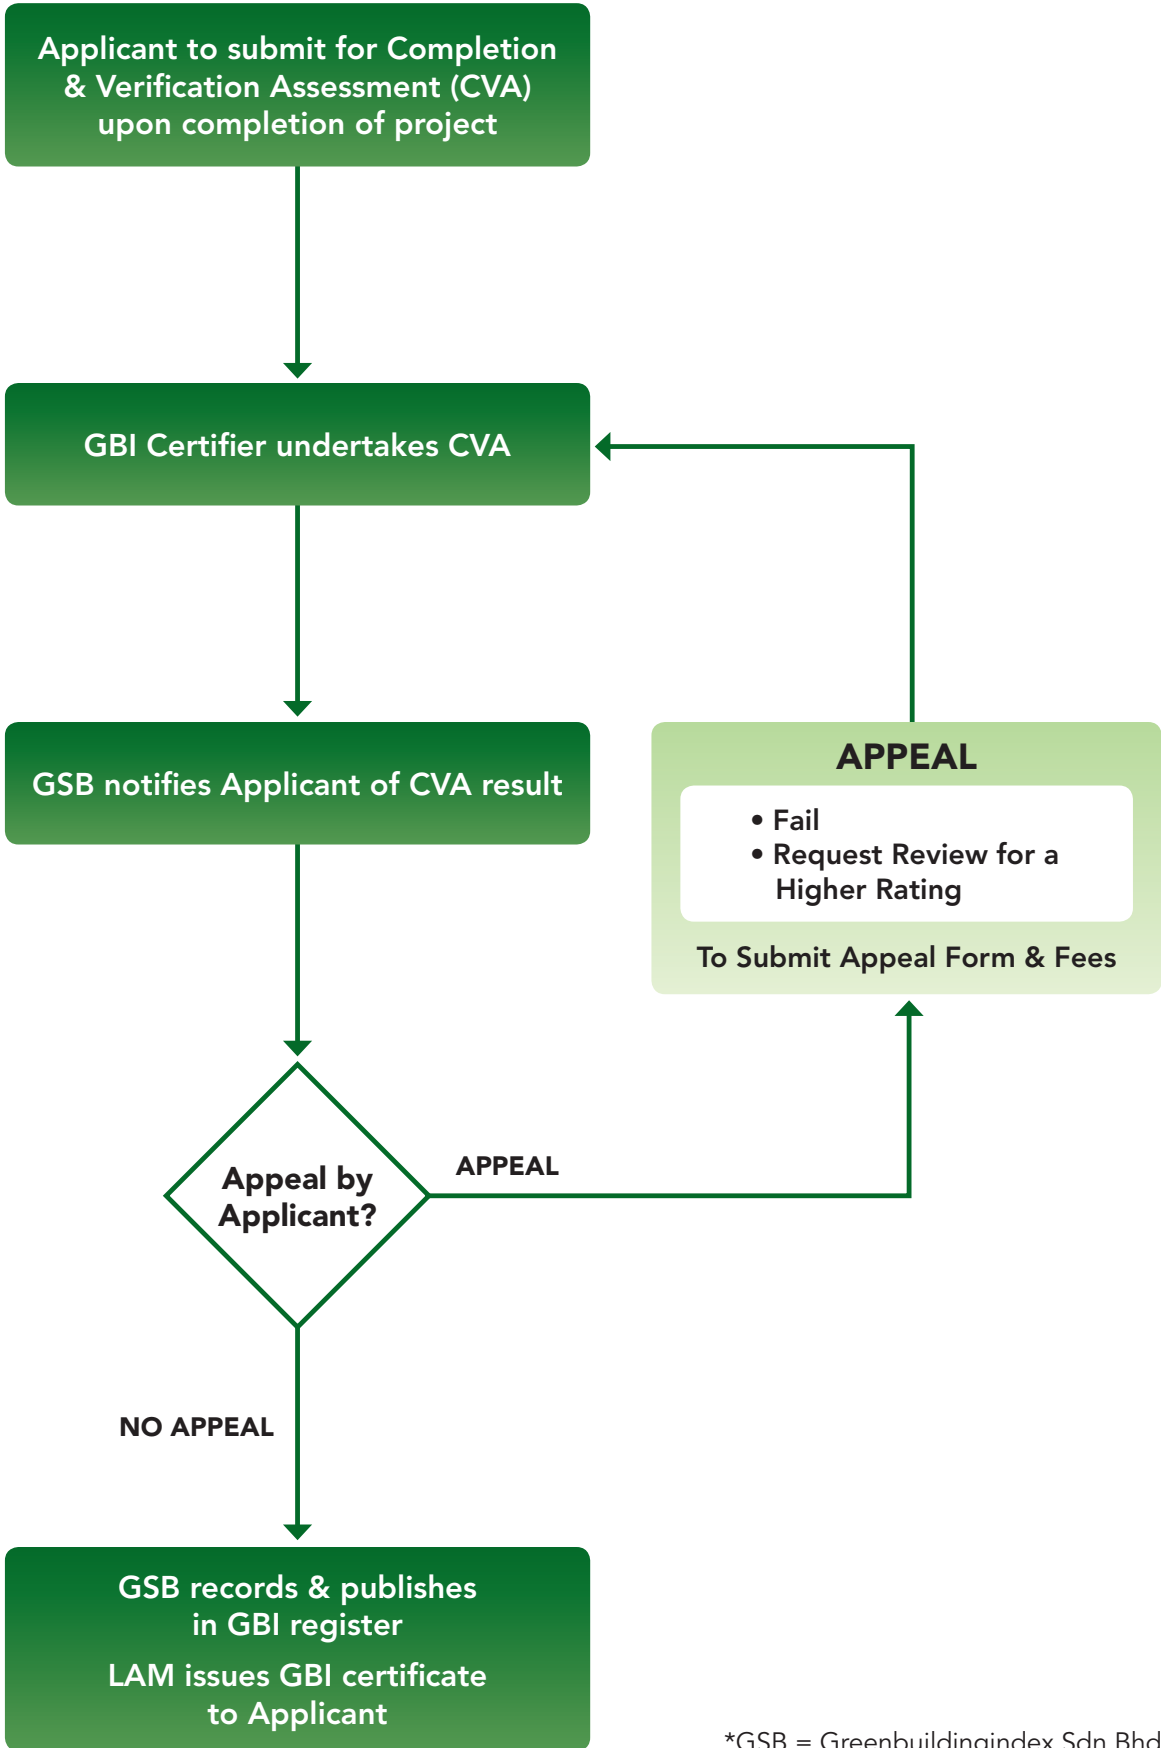 Applicant to submit for Completion
& Verification Assessment (CVA)
upon completion of project
GBI Certifier undertakes CVA
GSB notifies Applicant of CVA result
APPEAL
• Fail
• Request Review for a
Higher Rating
To Submit Appeal Form & Fees
Appeal by
Applicant?
APPEAL
NO APPEAL
GSB records & publishes
in GBI register
LAM issues GBI certificate
to Applicant
*GSB = Greenbuildingindex Sdn Bhd